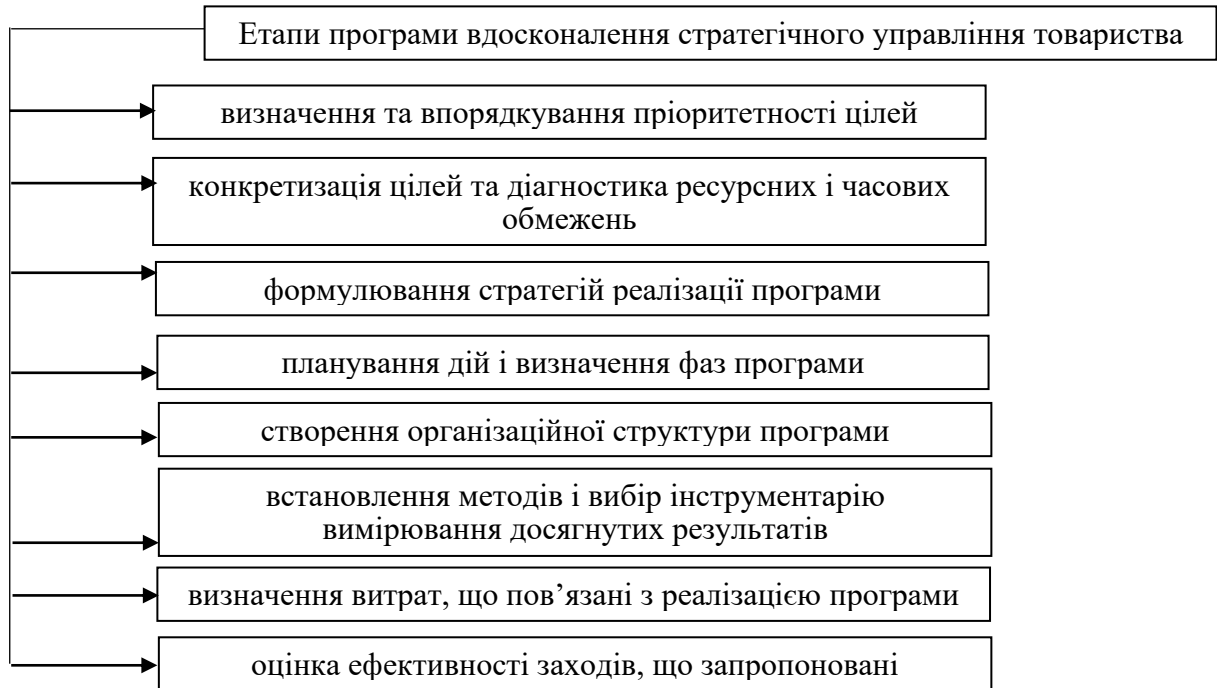 Етапи програми вдосконалення стратегічного управління товариства
визначення та впорядкування пріоритетності цілей
конкретизація цілей та діагностика ресурсних і часових
обмежень
формулювання стратегій реалізації програми
планування дій і визначення фаз програми
створення організаційної структури програми
встановлення методів і вибір інструментарію
вимірювання досягнутих результатів
визначення витрат, що пов’язані з реалізацією програми
оцінка ефективності заходів, що запропоновані